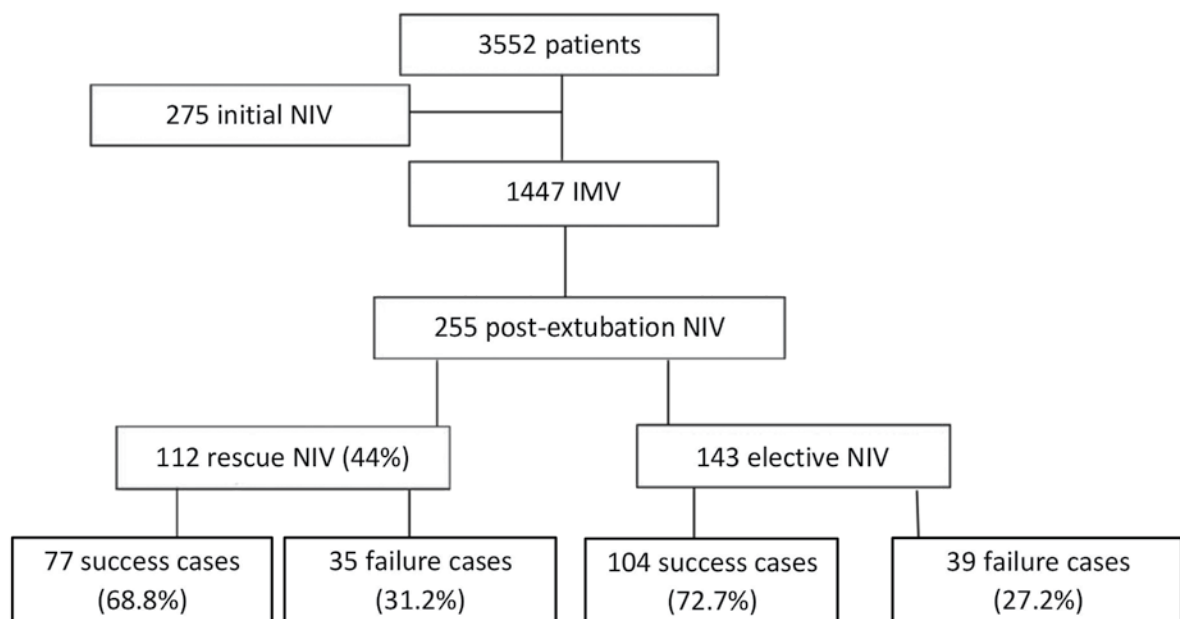 3552 patients
275 initial NIV
1447 IMV
255 post-extubation NIV
112 rescue NIV (44%)
143 elective NIV
77 success cases
(68.8%)
35 failure cases
(31.2%)
104 success cases
(72.7%)
39 failure cases
(27.2%)